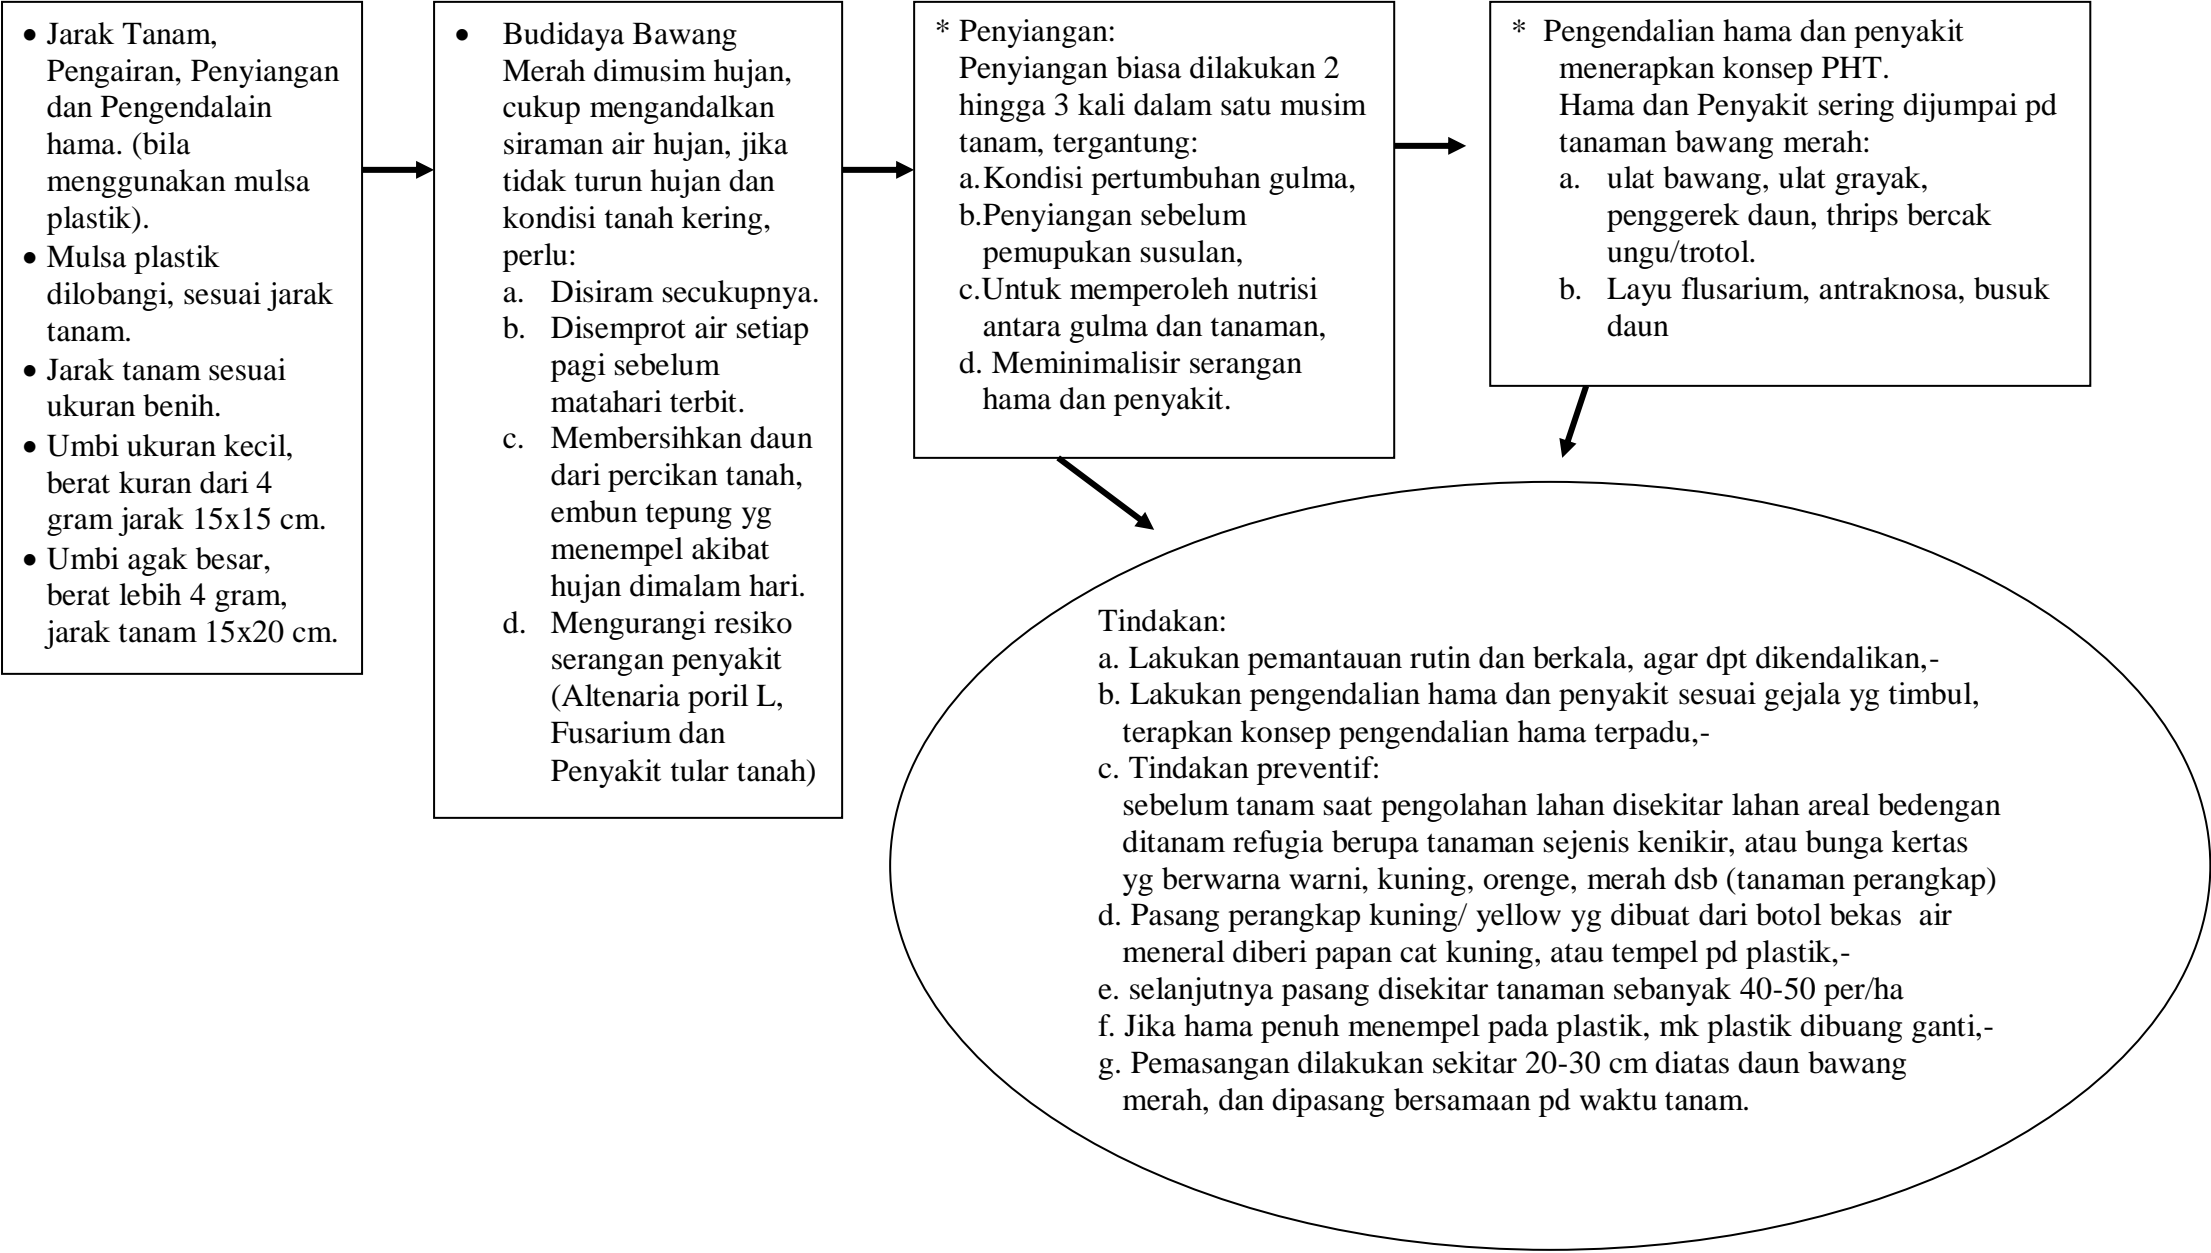 • Jarak Tanam,
Pengairan, Penyiangan
dan Pengendalain
hama. (bila
menggunakan mulsa
plastik).
• Mulsa plastik
dilobangi, sesuai jarak
tanam.
• Jarak tanam sesuai
ukuran benih.
• Umbi ukuran kecil,
berat kuran dari 4
gram jarak 15x15 cm.
• Umbi agak besar,
berat lebih 4 gram,
jarak tanam 15x20 cm.
• Budidaya Bawang
Merah dimusim hujan,
cukup mengandalkan
siraman air hujan, jika
tidak turun hujan dan
kondisi tanah kering,
perlu:
a. Disiram secukupnya.
b. Disemprot air setiap
pagi sebelum
matahari terbit.
c. Membersihkan daun
dari percikan tanah,
embun tepung yg
menempel akibat
hujan dimalam hari.
d. Mengurangi resiko
serangan penyakit
(Altenaria poril L,
Fusarium dan
Penyakit tular tanah)
* Penyiangan:
Penyiangan biasa dilakukan 2
hingga 3 kali dalam satu musim
tanam, tergantung:
a.Kondisi pertumbuhan gulma,
b.Penyiangan sebelum
pemupukan susulan,
c.Untuk memperoleh nutrisi
antara gulma dan tanaman,
d. Meminimalisir serangan
hama dan penyakit.
* Pengendalian hama dan penyakit
menerapkan konsep PHT.
Hama dan Penyakit sering dijumpai pd
tanaman bawang merah:
a. ulat bawang, ulat grayak,
penggerek daun, thrips bercak
ungu/trotol.
b. Layu flusarium, antraknosa, busuk
daun
Tindakan:
a. Lakukan pemantauan rutin dan berkala, agar dpt dikendalikan,-
b. Lakukan pengendalian hama dan penyakit sesuai gejala yg timbul,
terapkan konsep pengendalian hama terpadu,-
c. Tindakan preventif:
sebelum tanam saat pengolahan lahan disekitar lahan areal bedengan
ditanam refugia berupa tanaman sejenis kenikir, atau bunga kertas
yg berwarna warni, kuning, orenge, merah dsb (tanaman perangkap)
d. Pasang perangkap kuning/ yellow yg dibuat dari botol bekas air
meneral diberi papan cat kuning, atau tempel pd plastik,-
e. selanjutnya pasang disekitar tanaman sebanyak 40-50 per/ha
f. Jika hama penuh menempel pada plastik, mk plastik dibuang ganti,-
g. Pemasangan dilakukan sekitar 20-30 cm diatas daun bawang
merah, dan dipasang bersamaan pd waktu tanam.